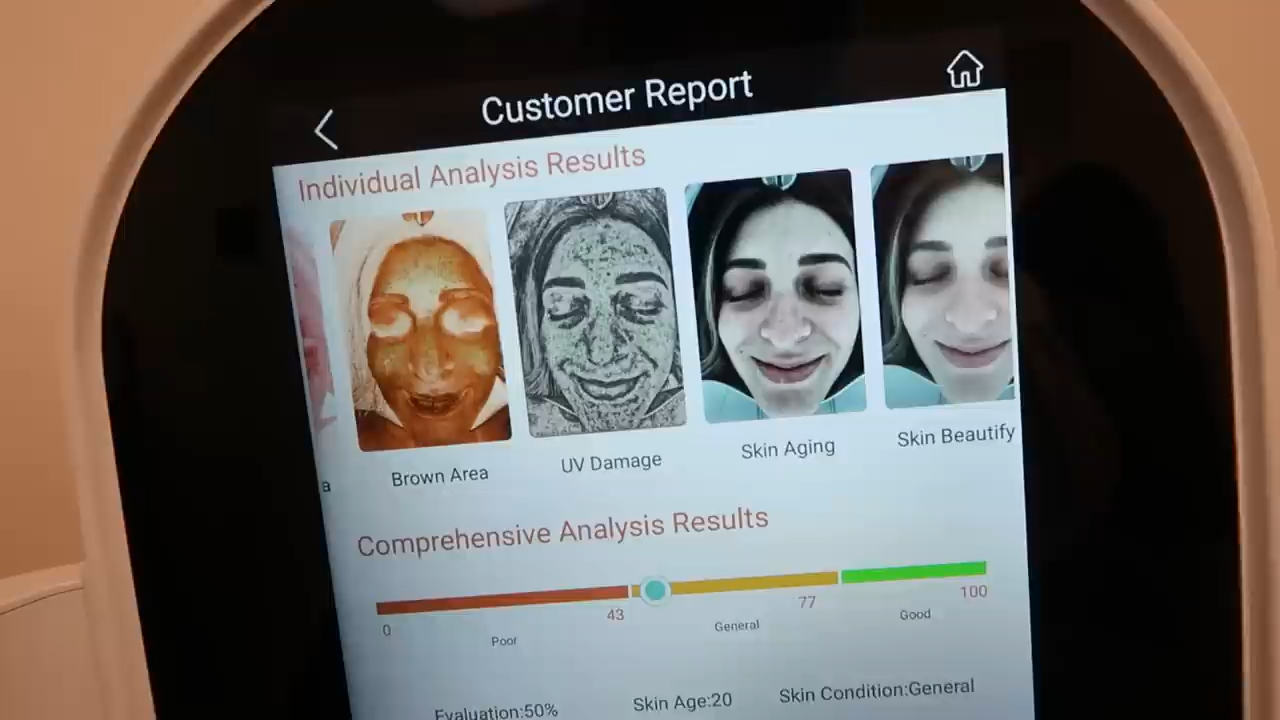 Customer Report
Individual Analysis Results
a
Brown Area
UV Damage
Skin Aging
Skin Beautify
Comprehensive Analysis Results
0
43
77
100
Poor
General
Good
Evaluation:50%
Skin Age:20
Skin Condition:General